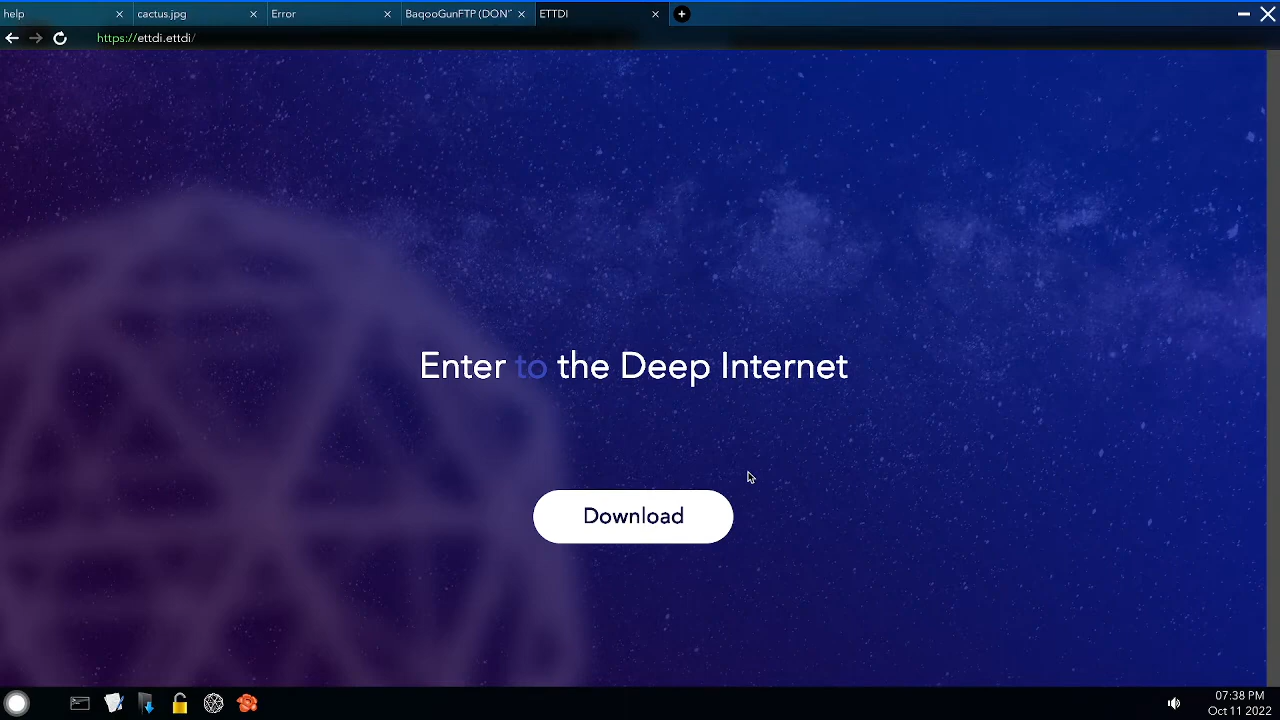 help cactus.jpg Error BaqooGunFTP (DON" ETTDI
https://ettdi.ettdi/
Enter to the Deep Internet
Download
07:38 PM
Oct 11 2022